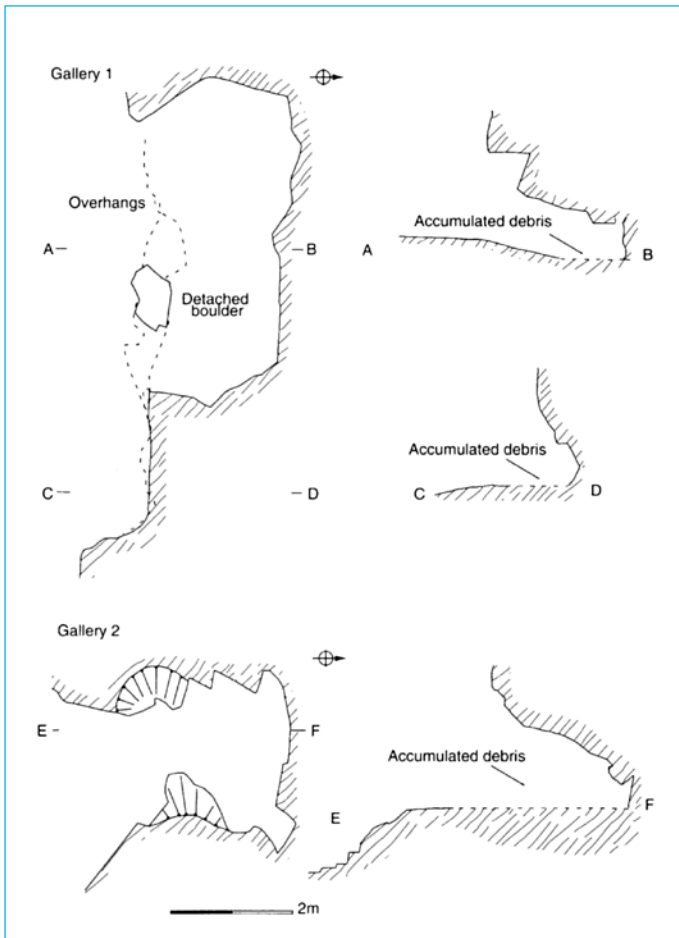 Gallery 1
Overhangs
A
B
Detached
boulder
C
D
Accumulated debris
A
B
Accumulated debris
C
D
Gallery 2
E
F
Accumulated debris
E
F
2m